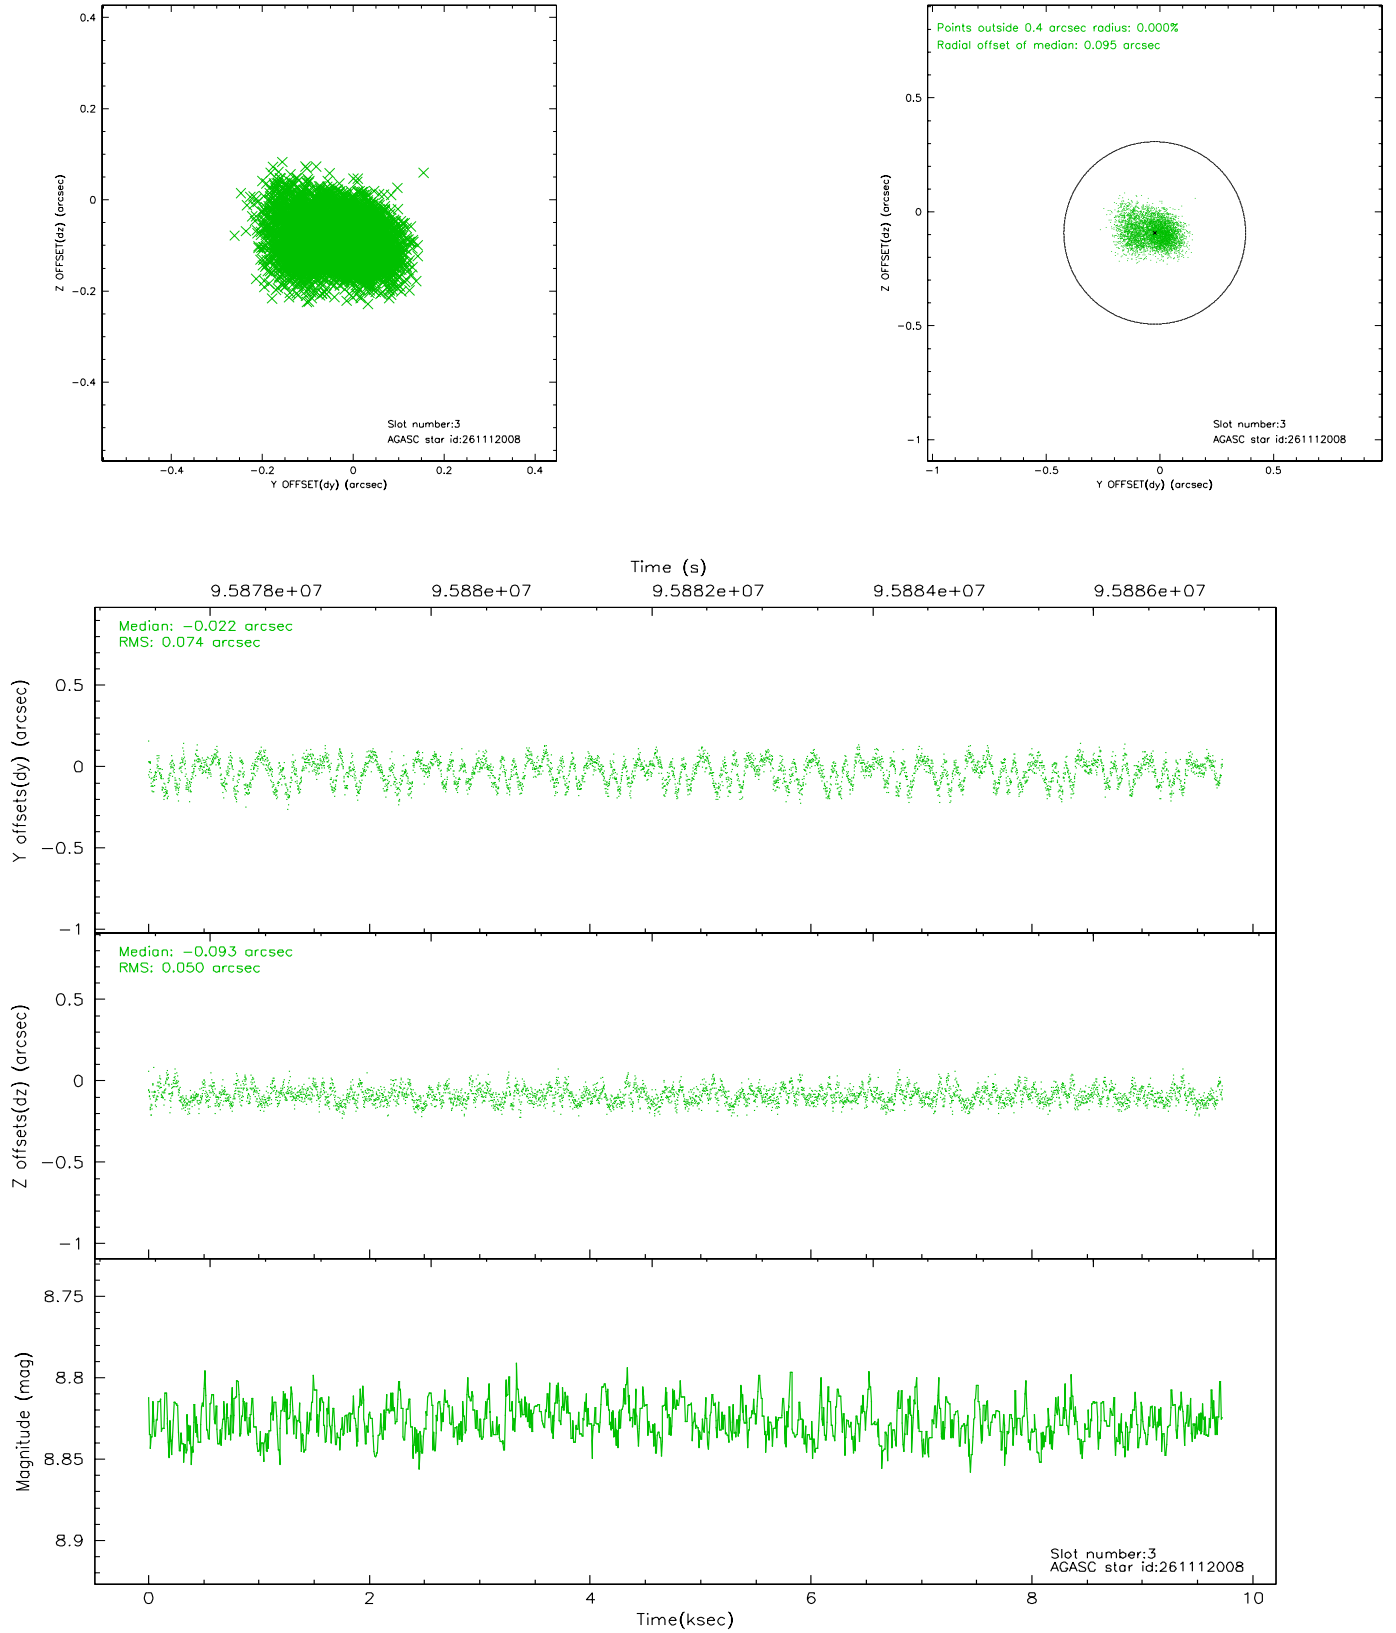 0.4
0.2
0
−0.2
−0.4
Z OFFSET(dz) (arcsec)
Slot number:3
AGASC star id:261112008
−0.4 −0.2 0 0.2 0.4
Y OFFSET(dy) (arcsec)
Points outside 0.4 arcsec radius: 0.000%
Radial offset of median: 0.095 arcsec
0.5
0
−0.5
−1
Z OFFSET(dz) (arcsec)
Slot number:3
AGASC star id:261112008
−1 −0.5 0 0.5
Y OFFSET(dy) (arcsec)
Time (s)
9.5878e+07 9.588e+07 9.5882e+07 9.5884e+07 9.5886e+07
Median: −0.022 arcsec
RMS: 0.074 arcsec
0.5
0
−0.5
−1
Y offsets(dy) (arcsec)
Median: −0.093 arcsec
RMS: 0.050 arcsec
0.5
0
−0.5
−1
Z offsets(dz) (arcsec)
8.75
8.8
8.85
8.9
Magnitude (mag)
Slot number:3
AGASC star id:261112008
0 2 4 6 8 10
Time(ksec)